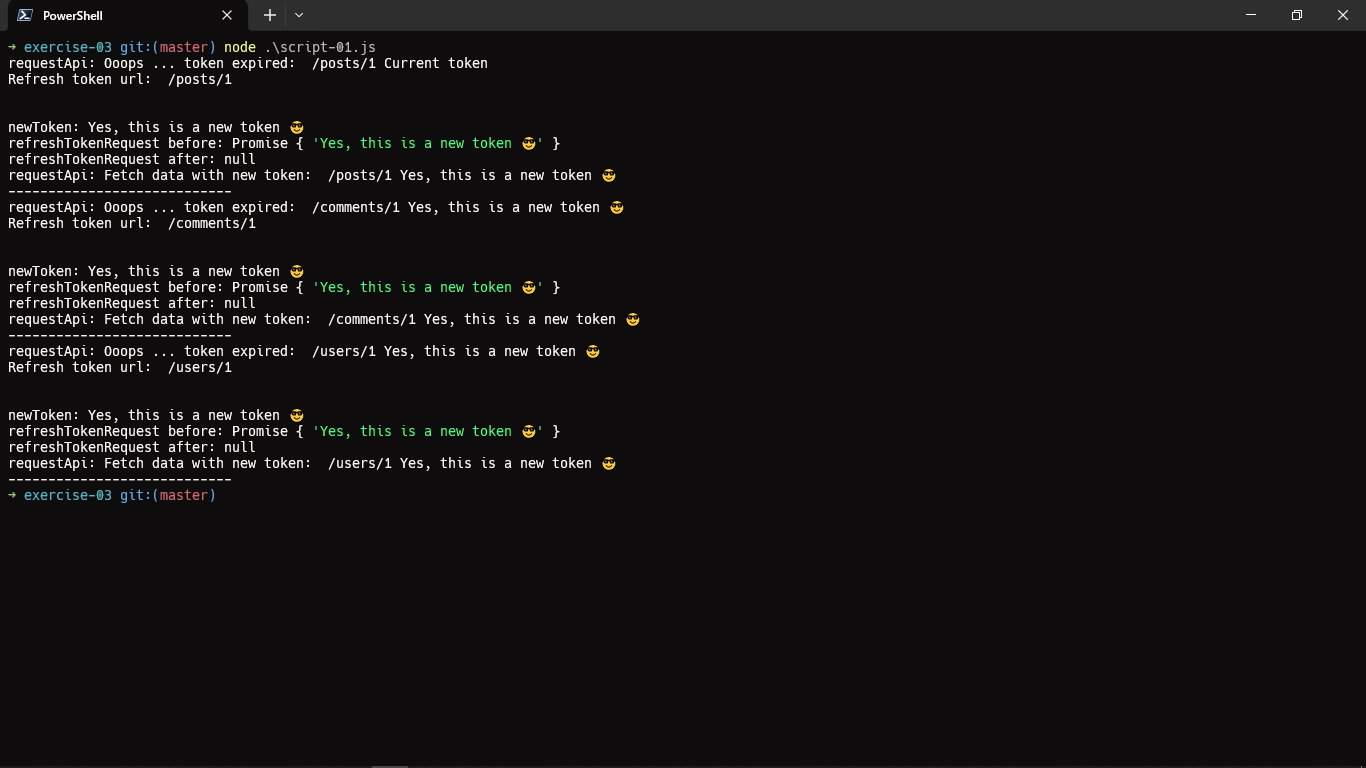 PowerShell
➜ exercise-03 git:(master) node .\script-01.js
requestApi: Ooops ... token expired:  /posts/1 Current token
Refresh token url:  /posts/1
newToken: Yes, this is a new token 😎
refreshTokenRequest before: Promise { 'Yes, this is a new token 😎' }
refreshTokenRequest after: null
requestApi: Fetch data with new token:  /posts/1 Yes, this is a new token 😎
----------------------------
requestApi: Ooops ... token expired:  /comments/1 Yes, this is a new token 😎
Refresh token url:  /comments/1
newToken: Yes, this is a new token 😎
refreshTokenRequest before: Promise { 'Yes, this is a new token 😎' }
refreshTokenRequest after: null
requestApi: Fetch data with new token:  /comments/1 Yes, this is a new token 😎
----------------------------
requestApi: Ooops ... token expired:  /users/1 Yes, this is a new token 😎
Refresh token url:  /users/1
newToken: Yes, this is a new token 😎
refreshTokenRequest before: Promise { 'Yes, this is a new token 😎' }
refreshTokenRequest after: null
requestApi: Fetch data with new token:  /users/1 Yes, this is a new token 😎
----------------------------
➜ exercise-03 git:(master)